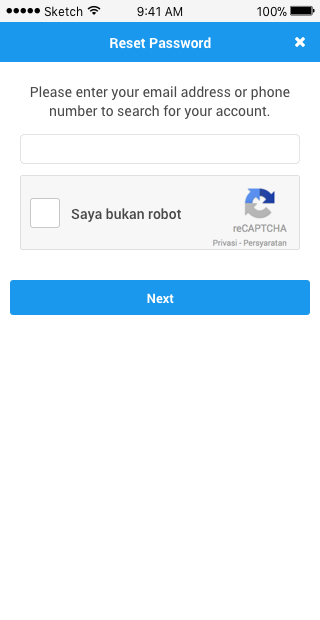 Sketch 9:41 AM 100%
Reset Password
Please enter your email address or phone
number to search for your account.
Saya bukan robot
reCAPTCHA
Privasi - Persyaratan
Next